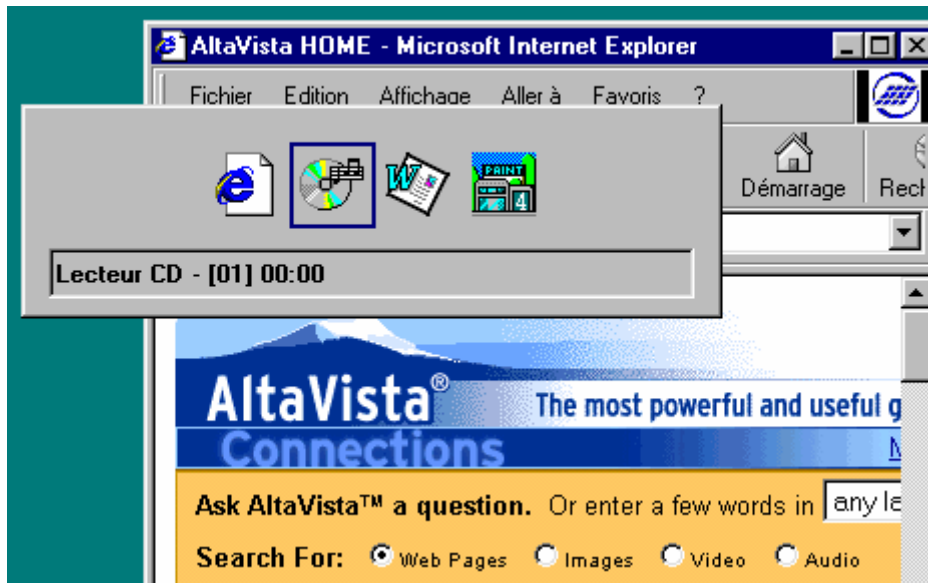 AltaVista HOME - Microsoft Internet Explorer
Fichier Edition Affichage Aller à Favoris ?
Démarrage
PAINT
4
Lecteur CD - [01] 00:00
AltaVista®
The most powerful and useful
Connections
Ask AltaVista™ a question. Or enter a few words in any
Search For: Web Pages Images Video Audio